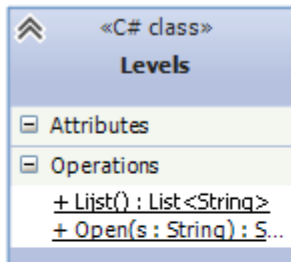 «C# class»
Levels
Attributes
Operations
+ Lijst() : List<String>
+ Open(s : String) : S...